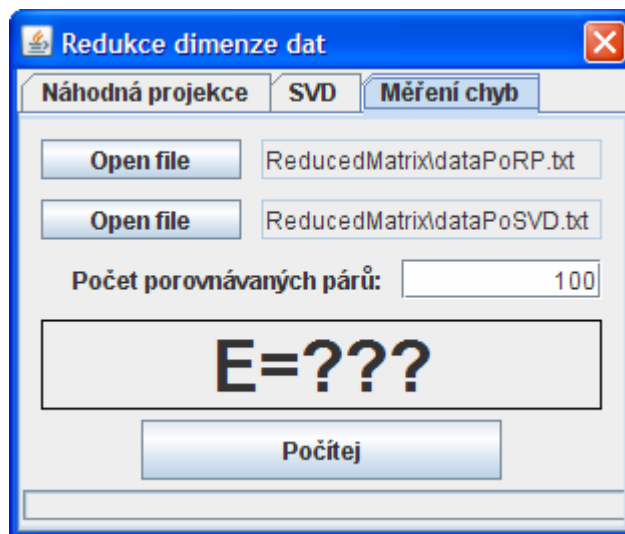 Redukce dimenze dat
Náhodná projekce SVD Měření chyb
Open file ReducedMatrix\dataPoRP.txt
Open file ReducedMatrix\dataPoSVD.txt
Počet porovnávaných párů: 100
E=???
Počítej